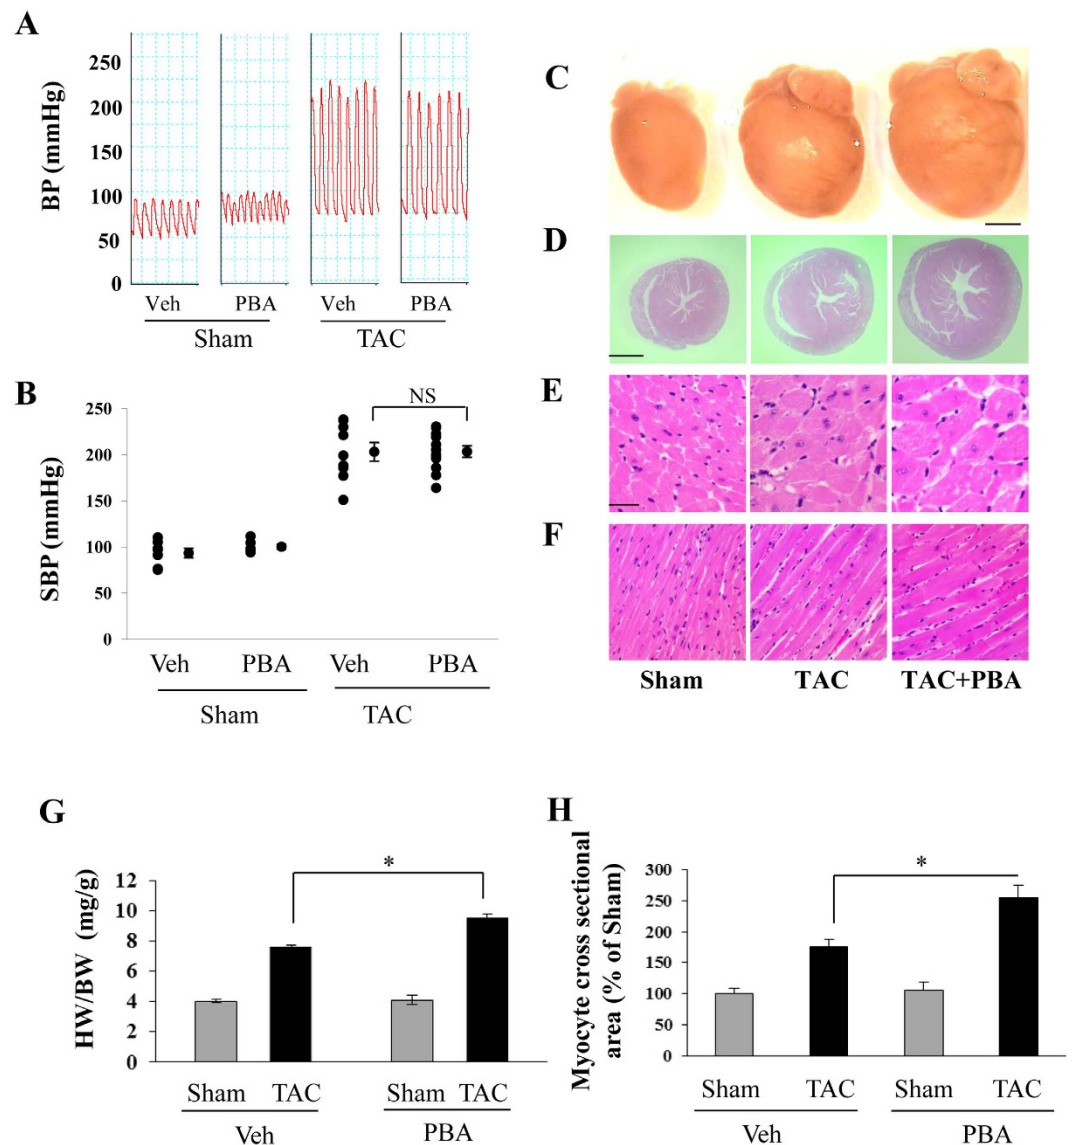 A
BP (mmHg)
250
200
150
100
50
0
Veh PBA Veh PBA
Sham TAC
B
SBP (mmHg)
250
200
150
100
50
0
NS
Veh PBA Veh PBA
Sham TAC
C
D
E
F
Sham TAC TAC+PBA
G
HW/BW (mg/g)
12
10
8
6
4
2
0
*
Sham TAC Sham TAC
Veh PBA
H
Myocyte cross sectional
area (% of Sham)
300
250
200
150
100
50
0
*
Sham TAC Sham TAC
Veh PBA